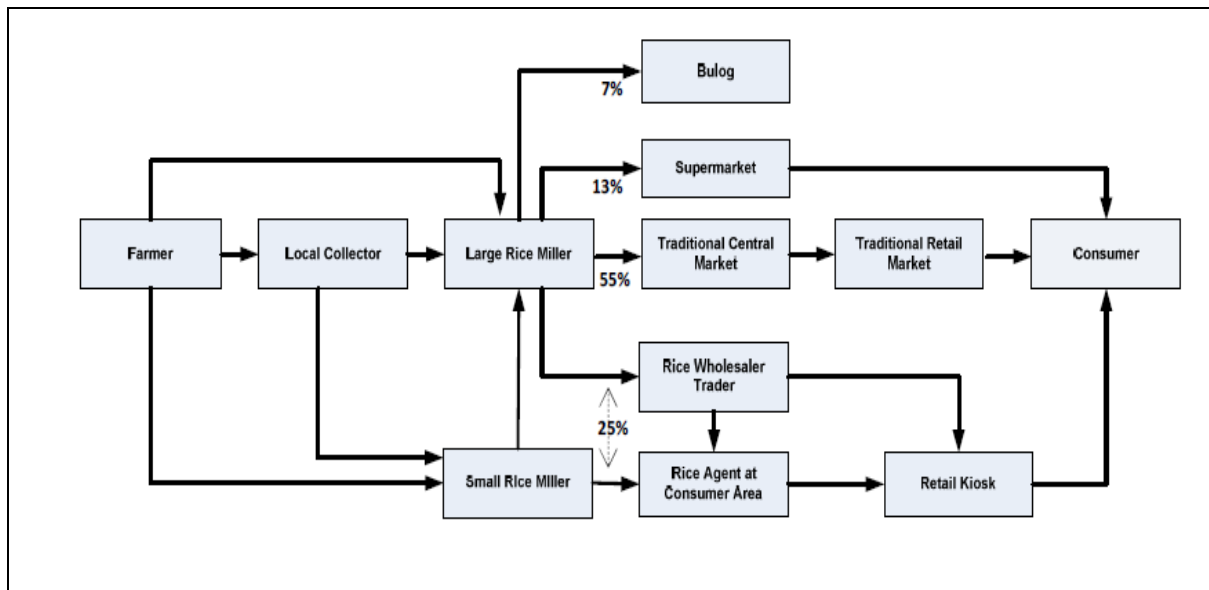 Bulog
7%
Supermarket
13%
Farmer
Local Collector
Large Rice Miller
Traditional Central
Market
Traditional Retail
Market
Consumer
55%
Rice Wholesaler
Trader
25%
Small Rice Miller
Rice Agent at
Consumer Area
Retail Kiosk